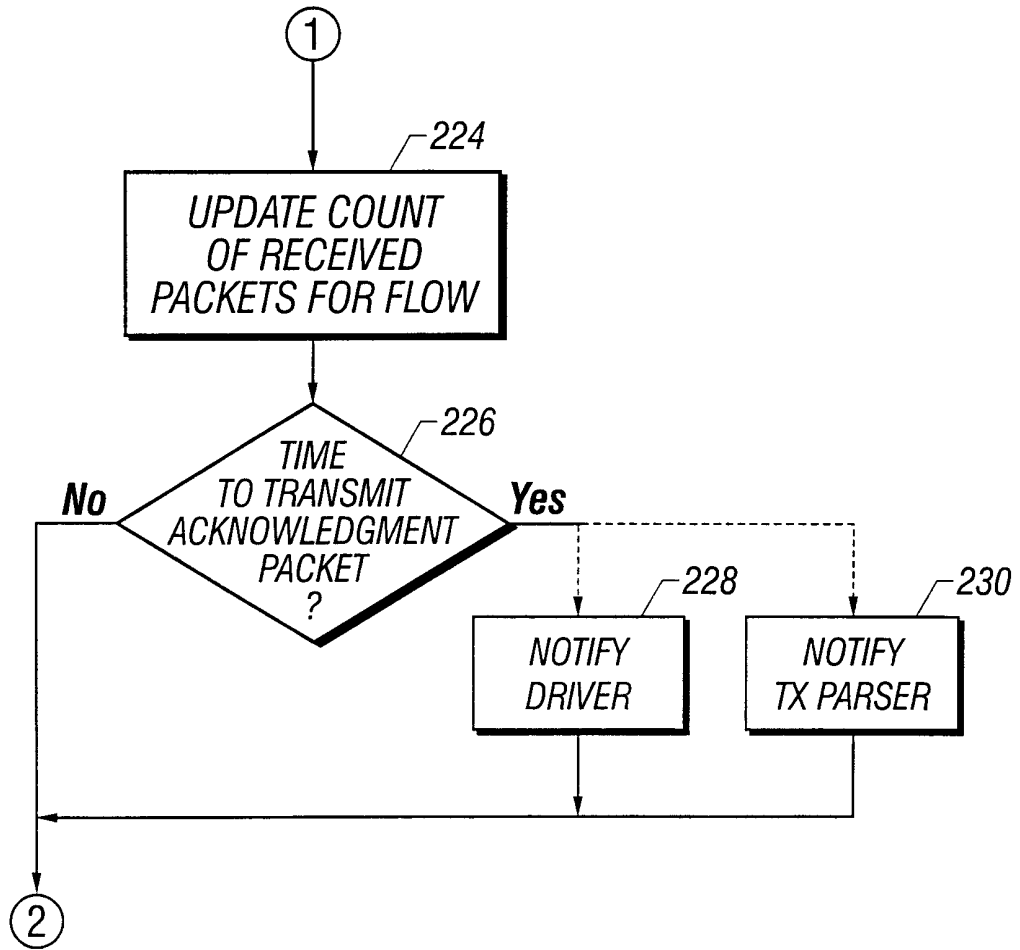 1
224
UPDATE COUNT
OF RECEIVED
PACKETS FOR FLOW
226
TIME
TO TRANSMIT
ACKNOWLEDGMENT
PACKET
?
No
Yes
228
NOTIFY
DRIVER
230
NOTIFY
TX PARSER
2